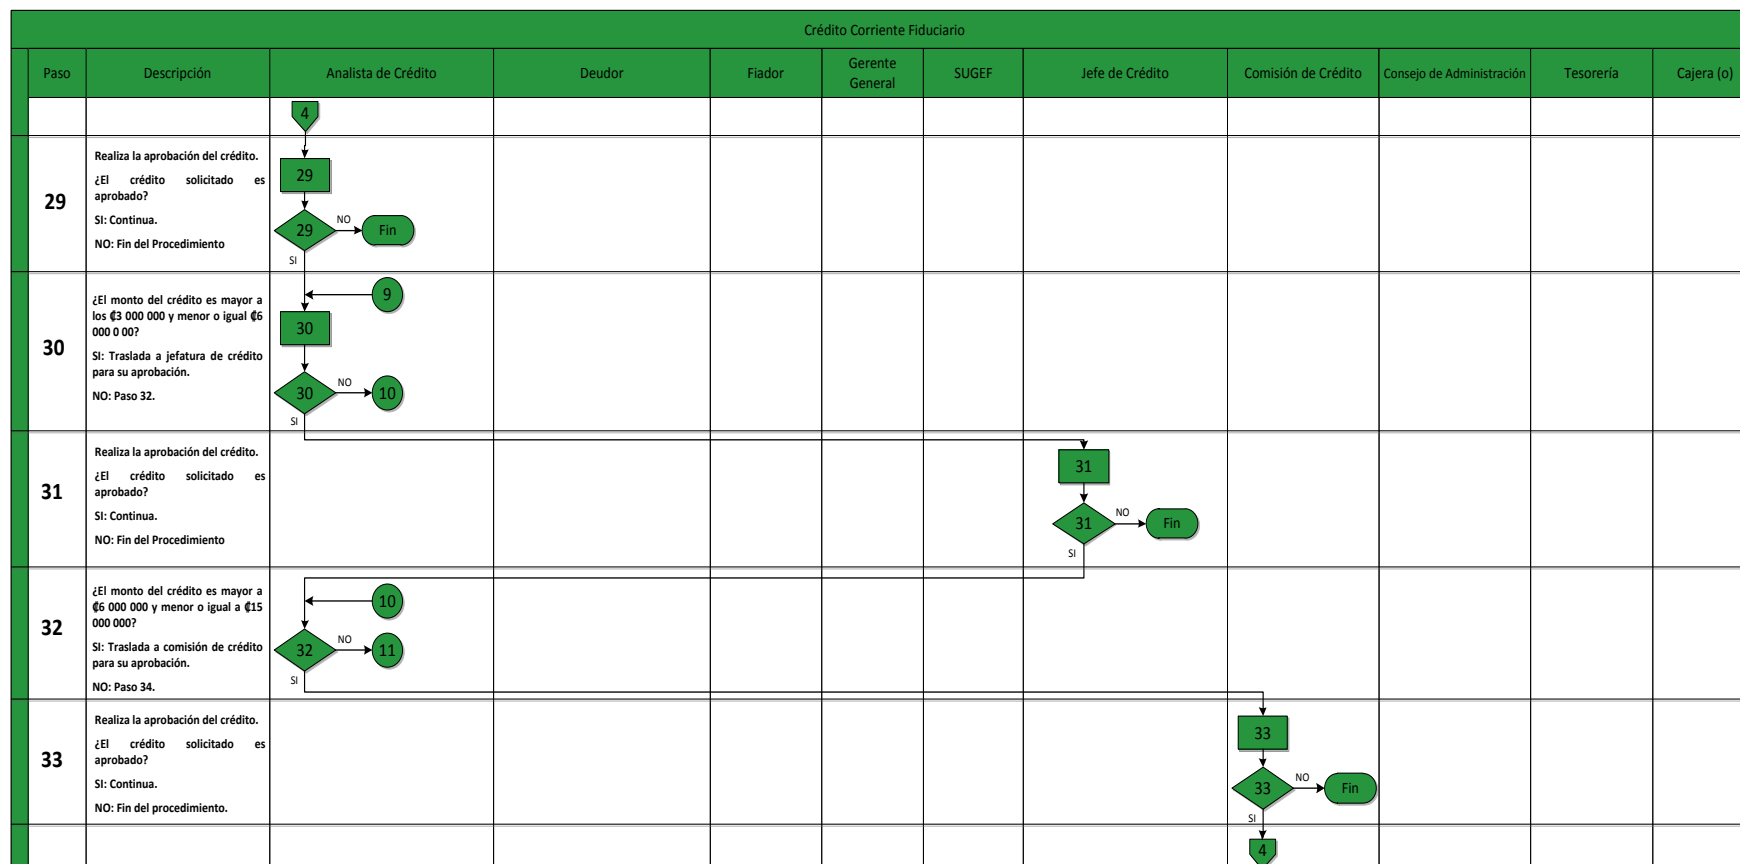 Crédito Corriente Fiduciario
Paso
Descripción
Analista de Crédito
Deudor
Fiador
Gerente
General
SUGEF
Jefe de Crédito
Comisión de Crédito
Consejo de Administración
Tesorería
Cajera (o)
4
29
Realiza la aprobación del crédito.
¿El crédito solicitado es
aprobado?
SI: Continua.
NO: Fin del Procedimiento
29
29
NO
Fin
SI
30
¿El monto del crédito es mayor a
los ₡3 000 000 y menor o igual ₡6
000 0 00?
SI: Traslada a jefatura de crédito
para su aprobación.
NO: Paso 32.
9
30
30
NO
10
SI
31
Realiza la aprobación del crédito.
¿El crédito solicitado es
aprobado?
SI: Continua.
NO: Fin del Procedimiento
31
31
NO
Fin
SI
32
¿El monto del crédito es mayor a
₡6 000 000 y menor o igual a ₡15
000 000?
SI: Traslada a comisión de crédito
para su aprobación.
NO: Paso 34.
10
32
NO
11
SI
33
Realiza la aprobación del crédito.
¿El crédito solicitado es
aprobado?
SI: Continua.
NO: Fin del procedimiento.
33
33
NO
Fin
SI
4